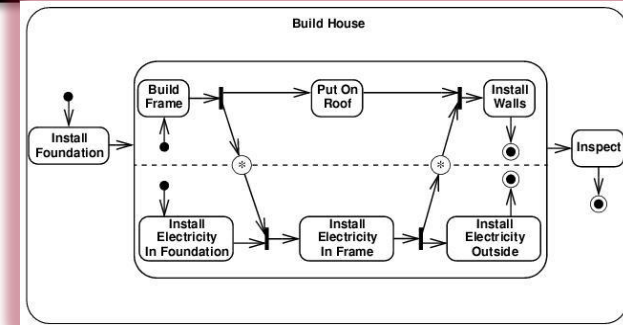 Build House
Build
Frame
Put On
Roof
Install
Walls
Install
Foundation
Inspect
*
*
Install
Electricity
In Foundation
Install
Electricity
In Frame
Install
Electricity
Outside